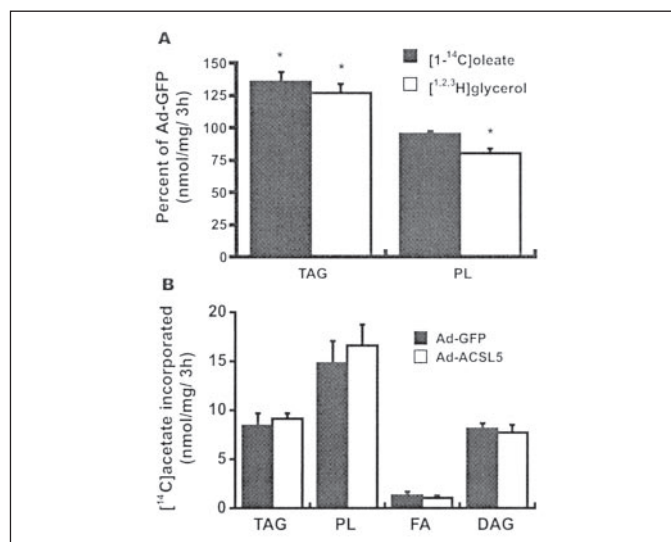 A
Percent of Ad-GFP
(nmol/mg/ 3h)
150
125
100
75
50
25
0
*
*
*
[1-¹⁴C]oleate
[¹,²,³H]glycerol
TAG
PL
B
[¹⁴C]acetate incorporated
(nmol/mg/ 3h)
20
15
10
5
0
Ad-GFP
Ad-ACSL5
TAG
PL
FA
DAG